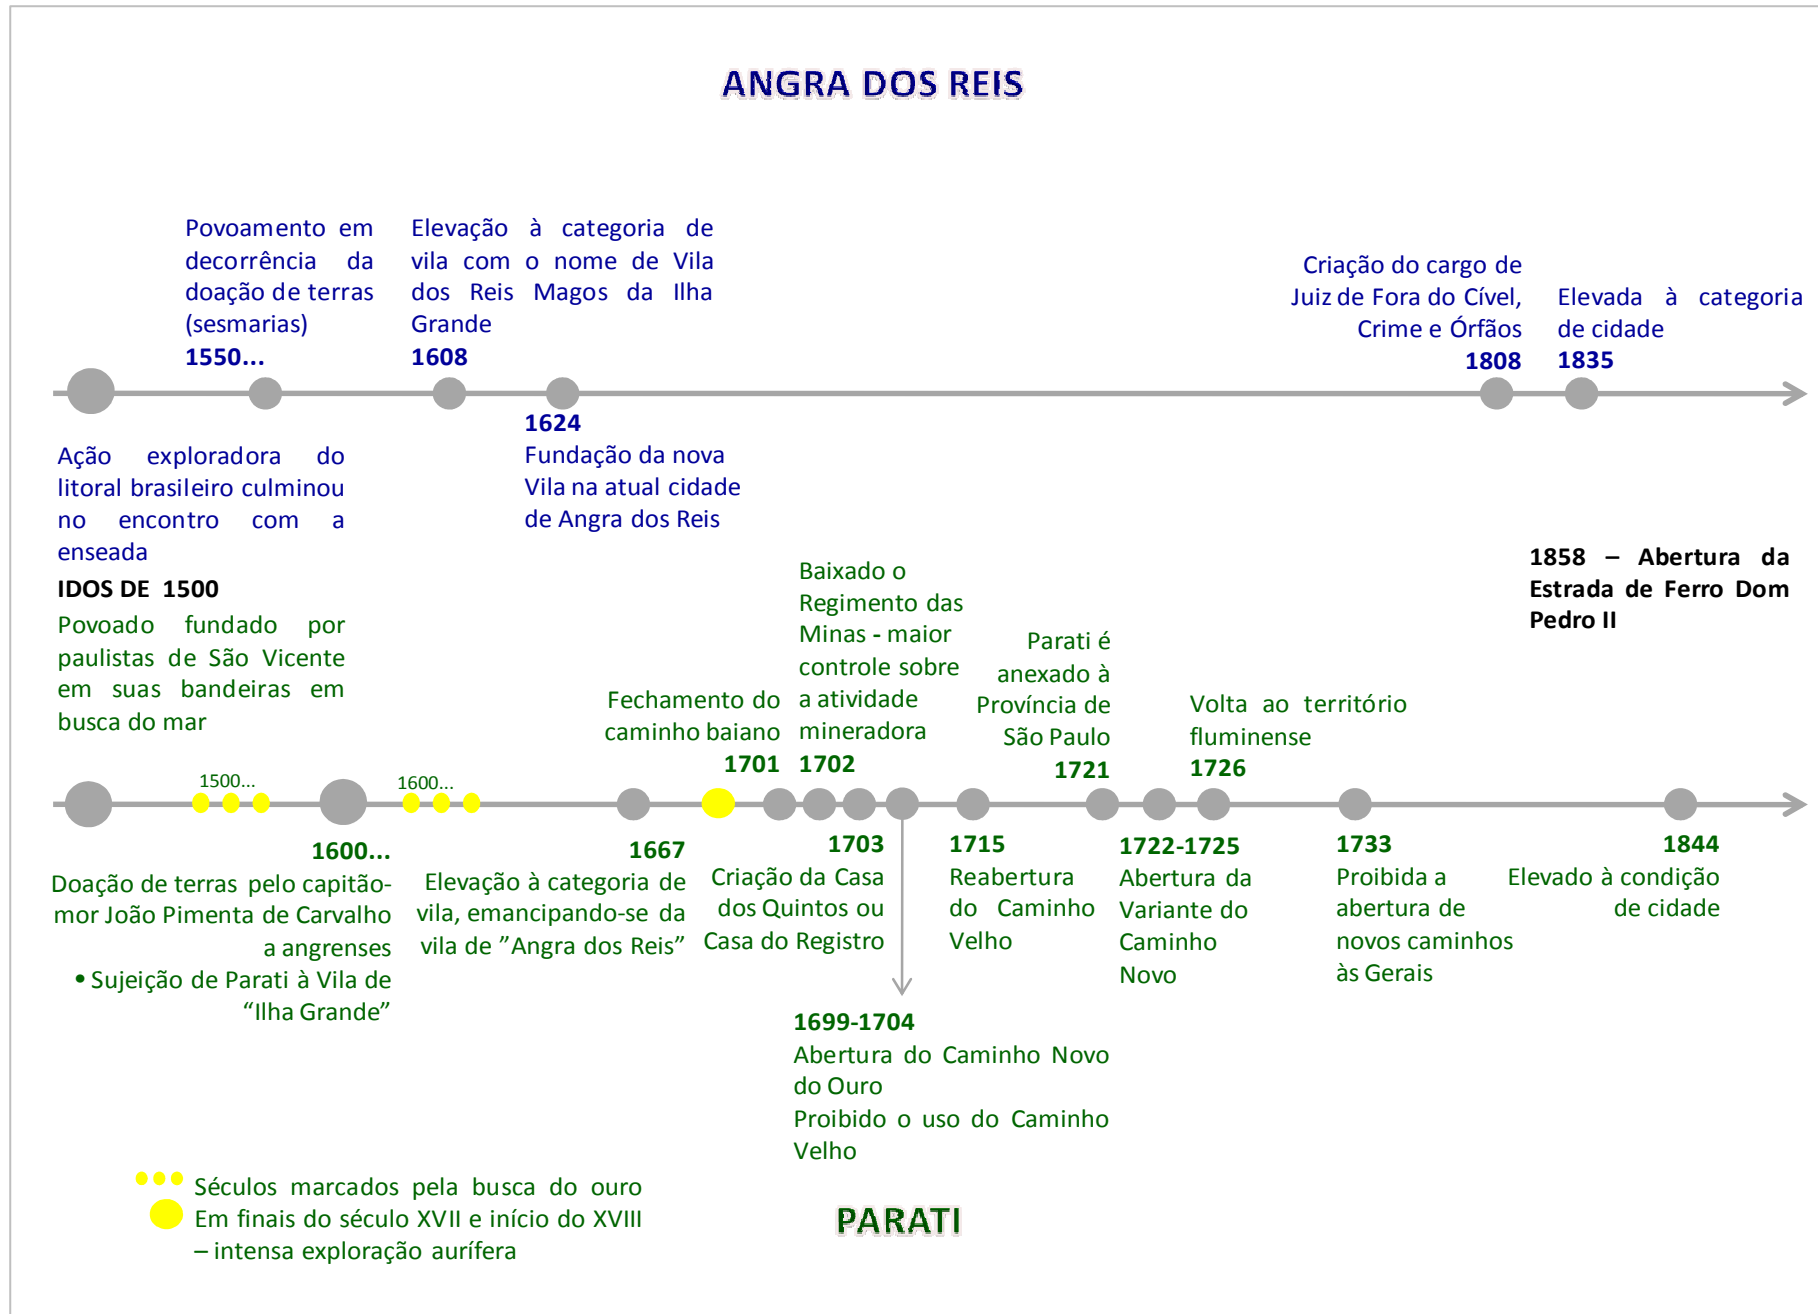 ANGRA DOS REIS
Povoamento em
decorrência da
doação de terras
(sesmarias)
1550...
Elevação à categoria de
vila com o nome de Vila
dos Reis Magos da Ilha
Grande
1608
Criação do cargo de
Juiz de Fora do Cível,
Crime e Órfãos
1808
Elevada à categoria
de cidade
1835
1624
Fundação da nova
Vila na atual cidade
de Angra dos Reis
Ação exploradora do
litoral brasileiro culminou
no encontro com a
enseada
IDOS DE 1500
Povoado fundado por
paulistas de São Vicente
em suas bandeiras em
busca do mar
1858 – Abertura da
Estrada de Ferro Dom
Pedro II
Fechamento do
caminho baiano
1701
Baixado o
Regimento das
Minas - maior
controle sobre
a atividade
mineradora
1702
Parati é
anexado à
Província de
São Paulo
1721
Volta ao território
fluminense
1726
1500...
1600...
1600...
Doação de terras pelo capitão-
mor João Pimenta de Carvalho
a angrenses
• Sujeição de Parati à Vila de
“Ilha Grande”
1667
Elevação à categoria de
vila, emancipando-se da
vila de ”Angra dos Reis”
1703
Criação da Casa
dos Quintos ou
Casa do Registro
1715
Reabertura
do Caminho
Velho
1722-1725
Abertura da
Variante do
Caminho
Novo
1733
Proibida a
abertura de
novos caminhos
às Gerais
1844
Elevado à condição
de cidade
1699-1704
Abertura do Caminho Novo
do Ouro
Proibido o uso do Caminho
Velho
Séculos marcados pela busca do ouro
Em finais do século XVII e início do XVIII
– intensa exploração aurífera
PARATI